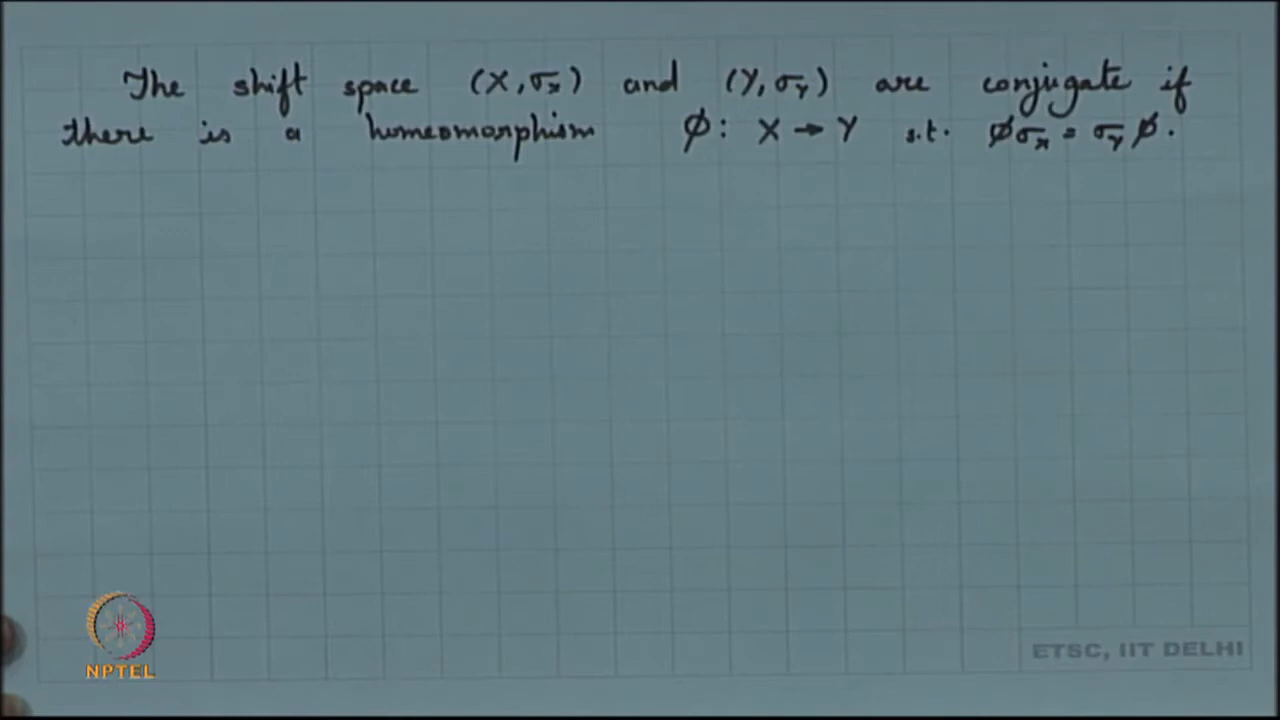 The shift space (X, σ_X) and (Y, σ_Y) are conjugate if
there is a homeomorphism ϕ : X → Y s.t. ϕσ_X = σ_Y ϕ.
NPTEL
ETSC, IIT DELHI